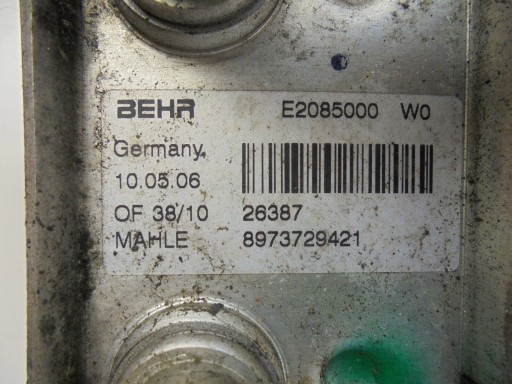 BEHR E2085000 W0
Germany
10.05.06
OF 38/10 26387
MAHLE 8973729421